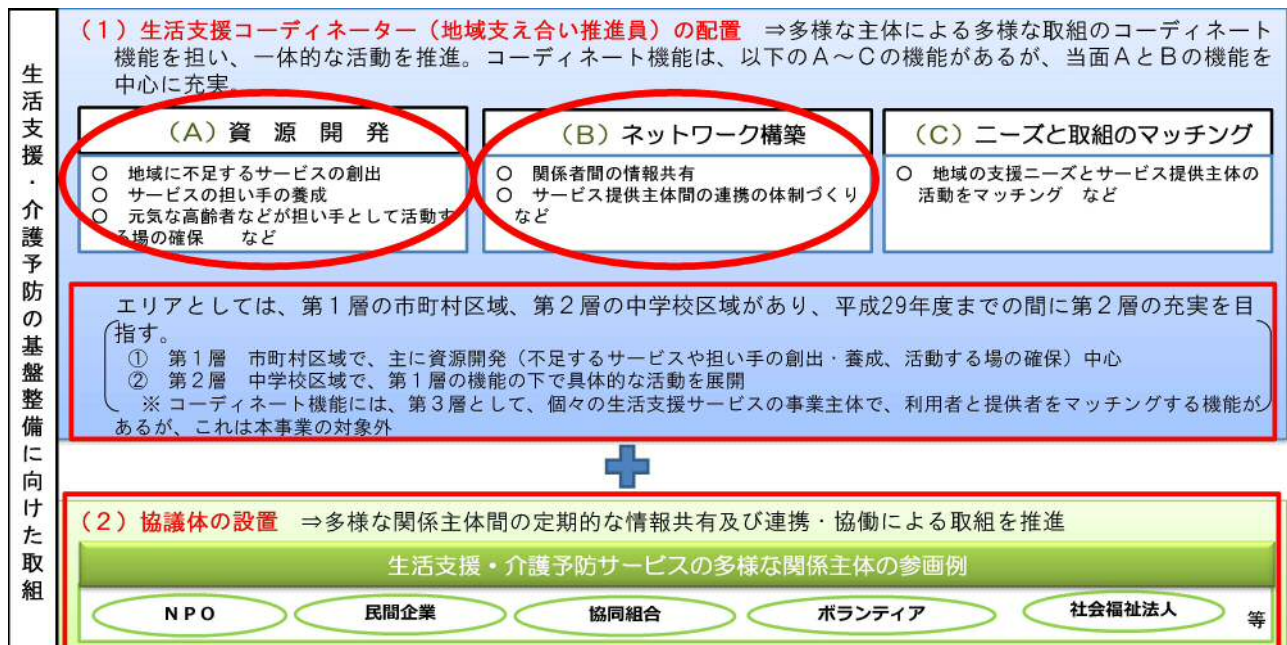 生活支援・介護予防の基盤整備に向けた取組
(1)生活支援コーディネーター(地域支え合い推進員)の配置 ⇒多様な主体による多様な取組のコーディネート
機能を担い、一体的な活動を推進。コーディネート機能は、以下のA~Cの機能があるが、当面AとBの機能を
中心に充実。
(A)資 源 開 発
○ 地域に不足するサービスの創出
○ サービスの担い手の養成
○ 元気な高齢者などが担い手として活動す
る場の確保 など
(B)ネットワーク構築
○ 関係者間の情報共有
○ サービス提供主体間の連携の体制づくり
など
(C)ニーズと取組のマッチング
○ 地域の支援ニーズとサービス提供主体の
活動をマッチング など
エリアとしては、第1層の市町村区域、第2層の中学校区域があり、平成29年度までの間に第2層の充実を目
指す。
① 第1層 市町村区域で、主に資源開発(不足するサービスや担い手の創出・養成、活動する場の確保)中心
② 第2層 中学校区域で、第1層の機能の下で具体的な活動を展開
※ コーディネート機能には、第3層として、個々の生活支援サービスの事業主体で、利用者と提供者をマッチングする機能が
あるが、これは本事業の対象外
(2)協議体の設置 ⇒多様な関係主体間の定期的な情報共有及び連携・協働による取組を推進
生活支援・介護予防サービスの多様な関係主体の参画例
NPO
民間企業
協同組合
ボランティア
社会福祉法人
等